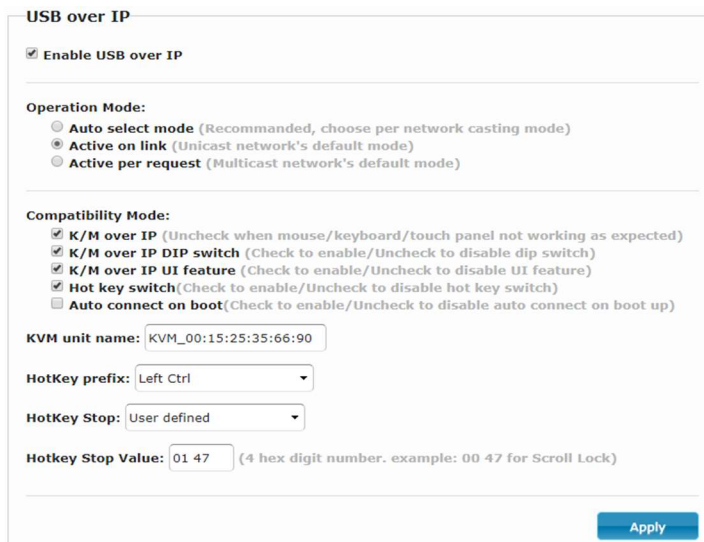 USB over IP
Enable USB over IP
Operation Mode:
Auto select mode (Recommanded, choose per network casting mode)
Active on link (Unicast network's default mode)
Active per request (Multicast network's default mode)
Compatibility Mode:
K/M over IP (Uncheck when mouse/keyboard/touch panel not working as expected)
K/M over IP DIP switch (Check to enable/Uncheck to disable dip switch)
K/M over IP UI feature (Check to enable/Uncheck to disable UI feature)
Hot key switch(Check to enable/Uncheck to disable hot key switch)
Auto connect on boot(Check to enable/Uncheck to disable auto connect on boot up)
KVM unit name: KVM_00:15:25:35:66:90
HotKey prefix: Left Ctrl
HotKey Stop: User defined
Hotkey Stop Value: 01 47 (4 hex digit number. example: 00 47 for Scroll Lock)
Apply